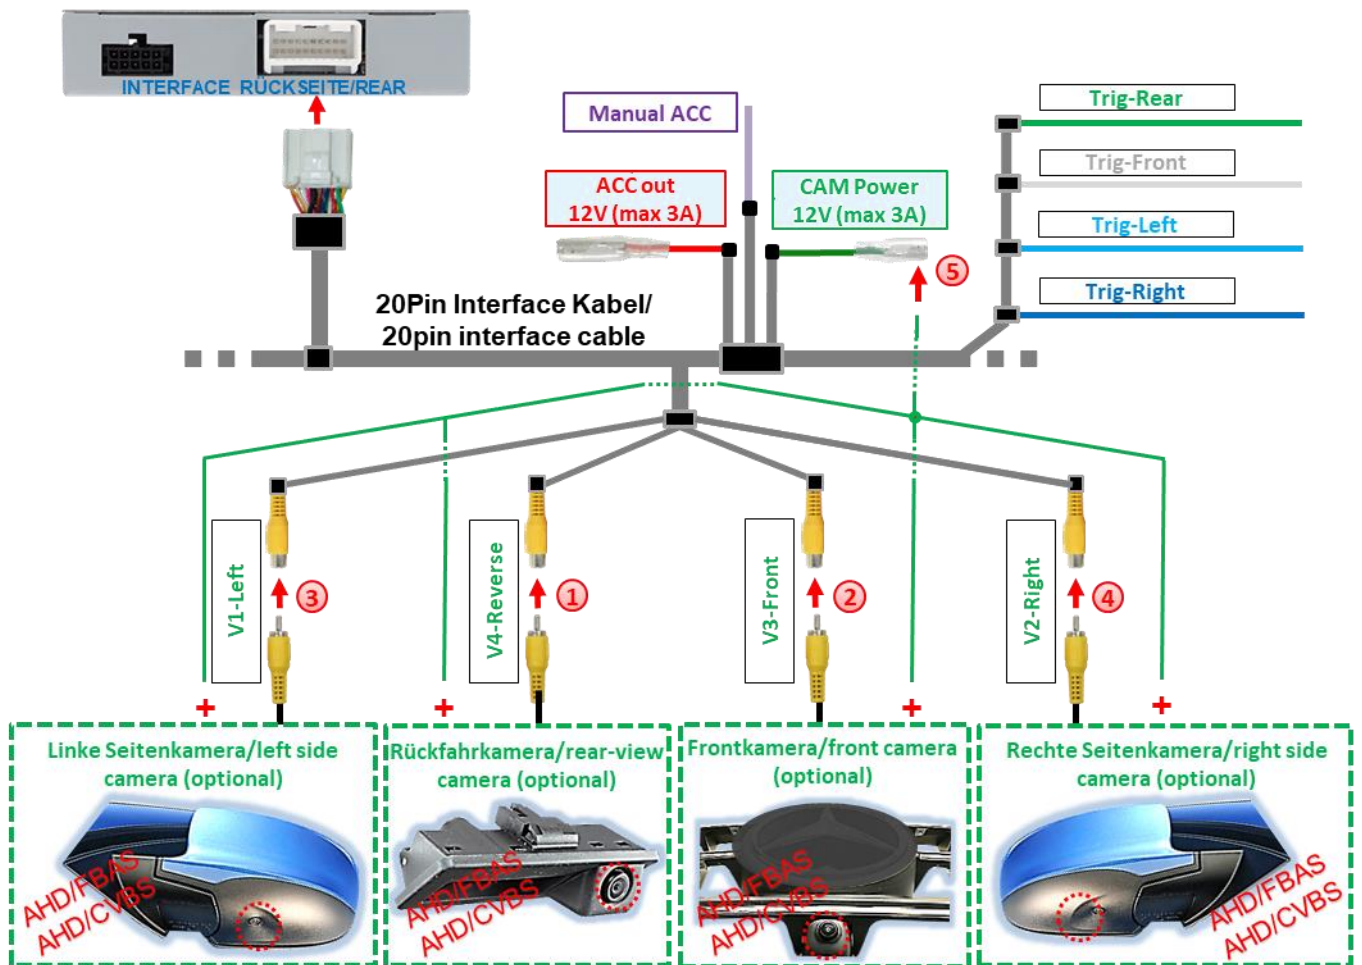 INTERFACE RÜCKSEITE/REAR
Manual ACC
ACC out
12V (max 3A)
CAM Power
12V (max 3A)
Trig-Rear
Trig-Front
Trig-Left
Trig-Right
5
20Pin Interface Kabel/
20pin interface cable
V1-Left
3
V4-Reverse
1
V3-Front
2
V2-Right
4
+
+
+
+
Linke Seitenkamera/left side
camera (optional)
AHD/FBAS
AHD/CVBS
Rückfahrkamera/rear-view
camera (optional)
AHD/FBAS
AHD/CVBS
Frontkamera/front camera
(optional)
AHD/FBAS
AHD/CVBS
Rechte Seitenkamera/right side
camera (optional)
AHD/FBAS
AHD/CVBS